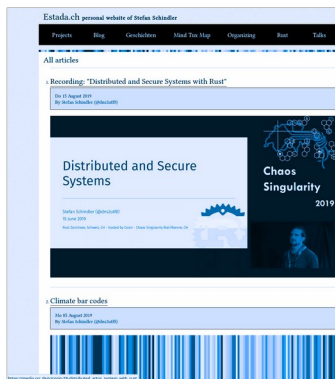 Estada.ch personal website of Stefan Schindler
Projects Blog Geschichten Mind Tux Map Organizing Rust Talks
All articles
Recording: "Distributed and Secure Systems with Rust"
Do 15 August 2019
By Stefan Schindler (@dns2utf8)
Distributed and Secure
Systems
Stefan Schindler (@dns2utf8)
15 June 2019
Chaos
Singularity
2019
2. Climate bar codes
Mo 05 August 2019
By Stefan Schindler (@dns2utf8)